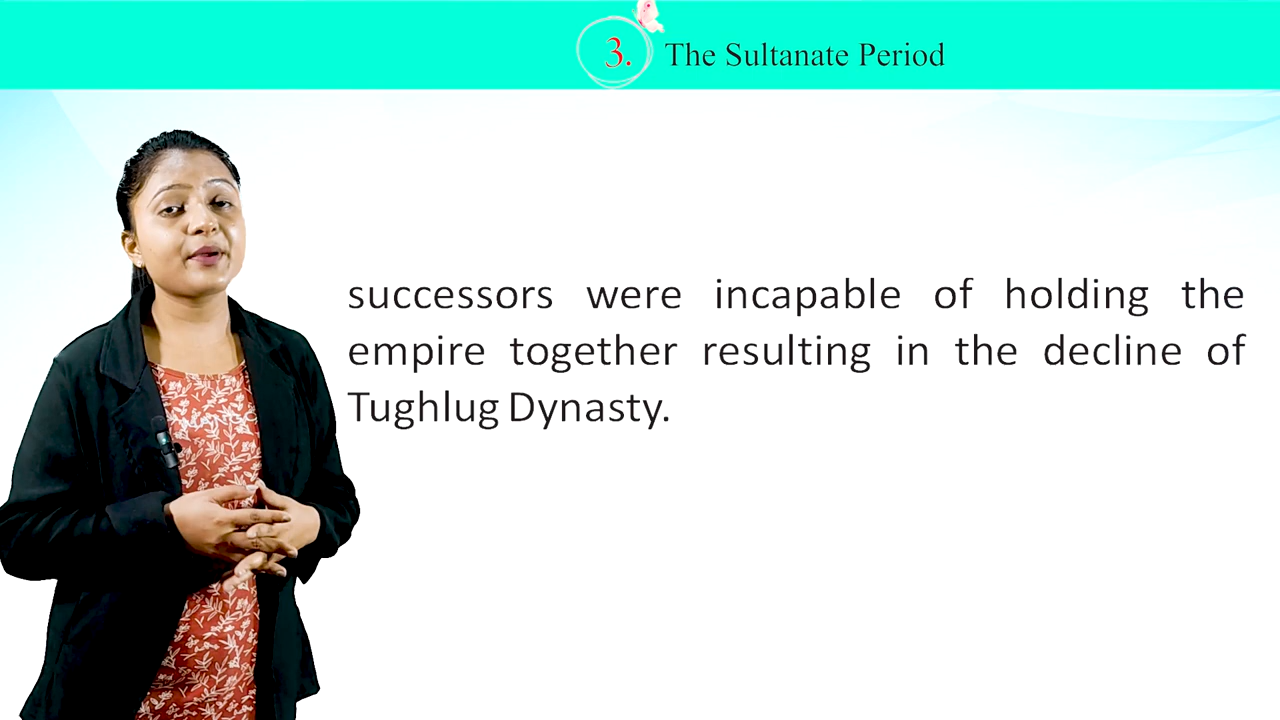 3. The Sultanate Period
successors were incapable of holding the
empire together resulting in the decline of
Tughlug Dynasty.